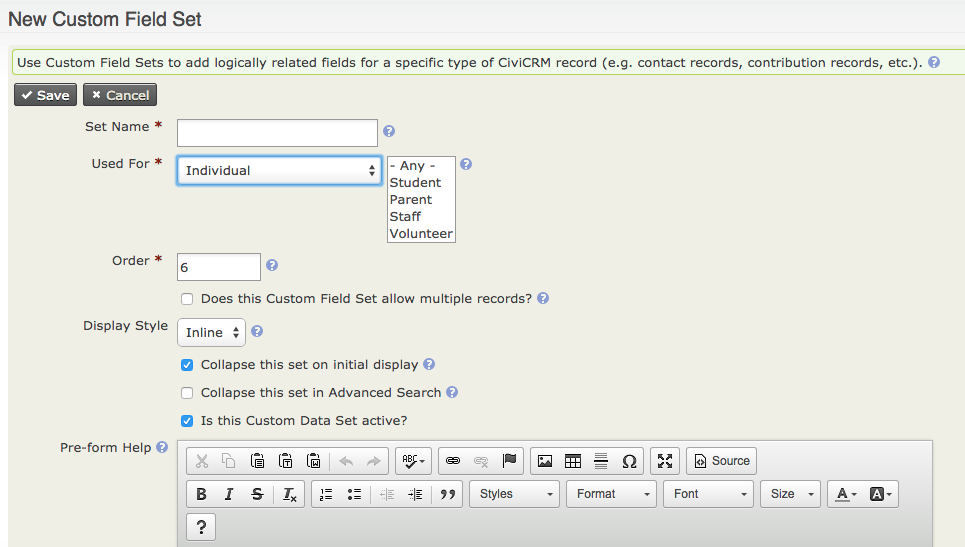 New Custom Field Set
Use Custom Field Sets to add logically related fields for a specific type of CiviCRM record (e.g. contact records, contribution records, etc.). ?
✔ Save ✖ Cancel
Set Name * ?
Used For * Individual - Any - ?
Student
Parent
Staff
Volunteer
Order * 6 ?
Does this Custom Field Set allow multiple records? ?
Display Style Inline ?
Collapse this set on initial display ?
Collapse this set in Advanced Search ?
Is this Custom Data Set active?
Pre-form Help ?
ABC Ω Source
B I S Tx Styles Format Font Size A A
?